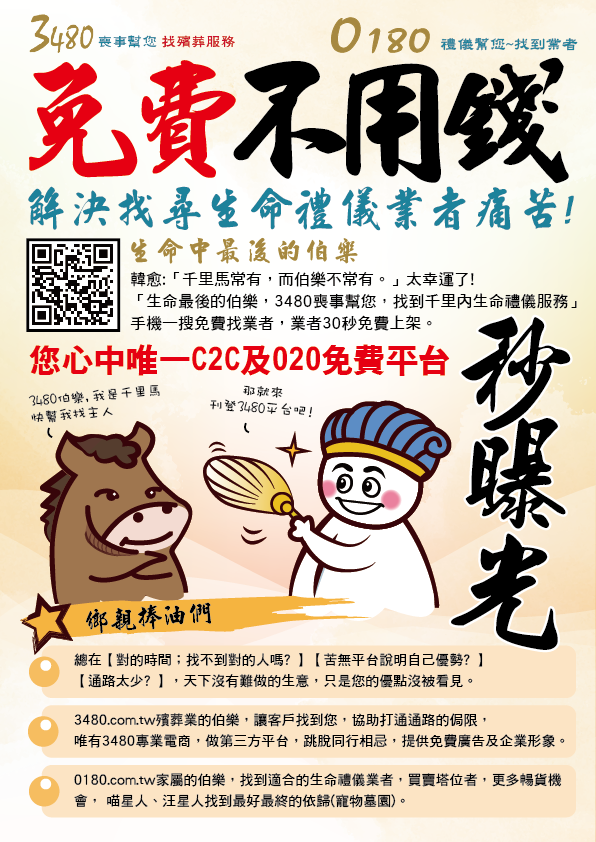 3480 喪事幫您 找殯葬服務
0180 禮儀幫您~找到業者
免費不用錢
解決找尋生命禮儀業者痛苦!
生命中最後的伯樂
韓愈:「千里馬常有，而伯樂不常有。」太幸運了!
「生命最後的伯樂，3480喪事幫您，找到千里內生命禮儀服務」
手機一搜免費找業者，業者30秒免費上架。
您心中唯一C2C及O2O免費平台
秒曝光
3480伯樂,我是千里馬
快幫我找主人
那就來
刊登3480平台吧!
鄉親捧油們
總在【對的時間；找不到對的人嗎?】【苦無平台說明自己優勢?】
【通路太少?】，天下沒有難做的生意，只是您的優點沒被看見。
3480.com.tw殯葬業的伯樂，讓客戶找到您，協助打通通路的侷限，
唯有3480專業電商，做第三方平台，跳脫同行相忌，提供免費廣告及企業形象。
0180.com.tw家屬的伯樂，找到適合的生命禮儀業者，買賣塔位者，更多暢貨機
會， 喵星人、汪星人找到最好最終的依歸(寵物墓園)。